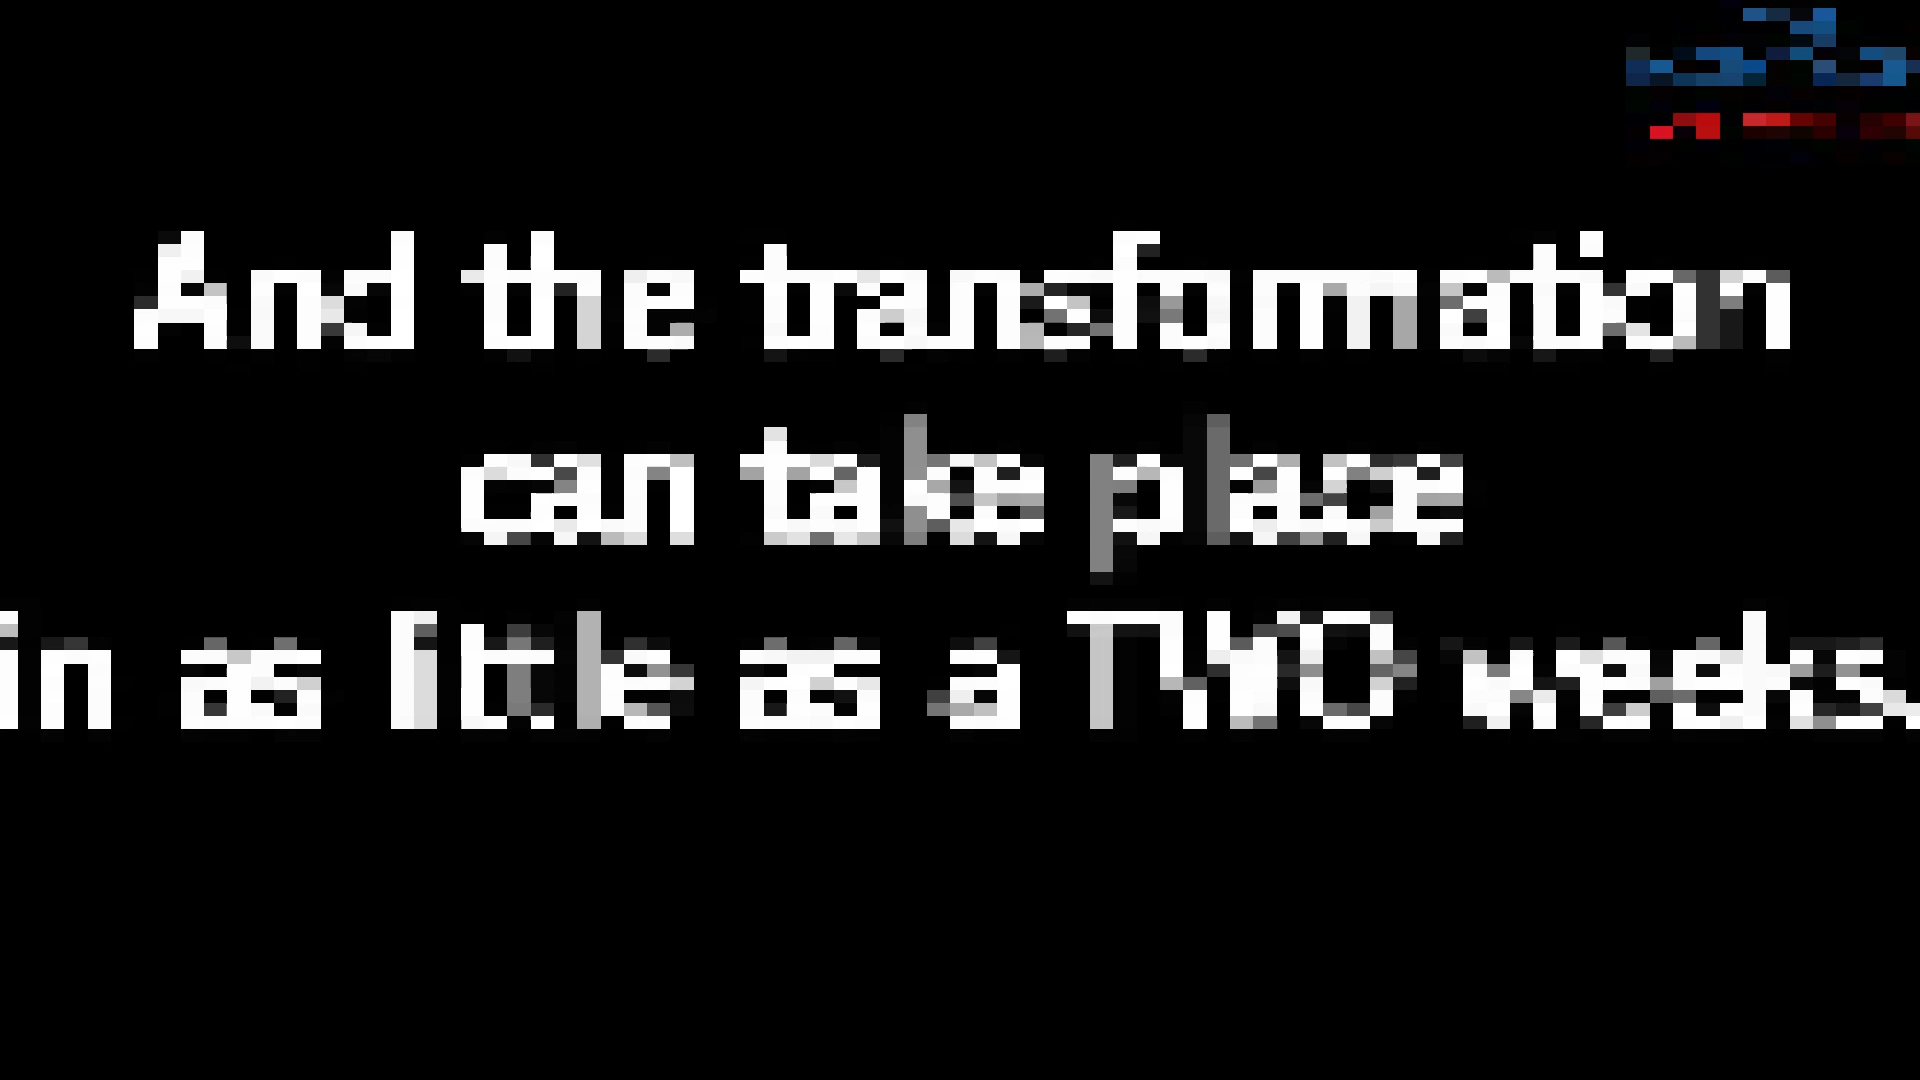 And the transformation
can take place
in as little as a TWO weeks.